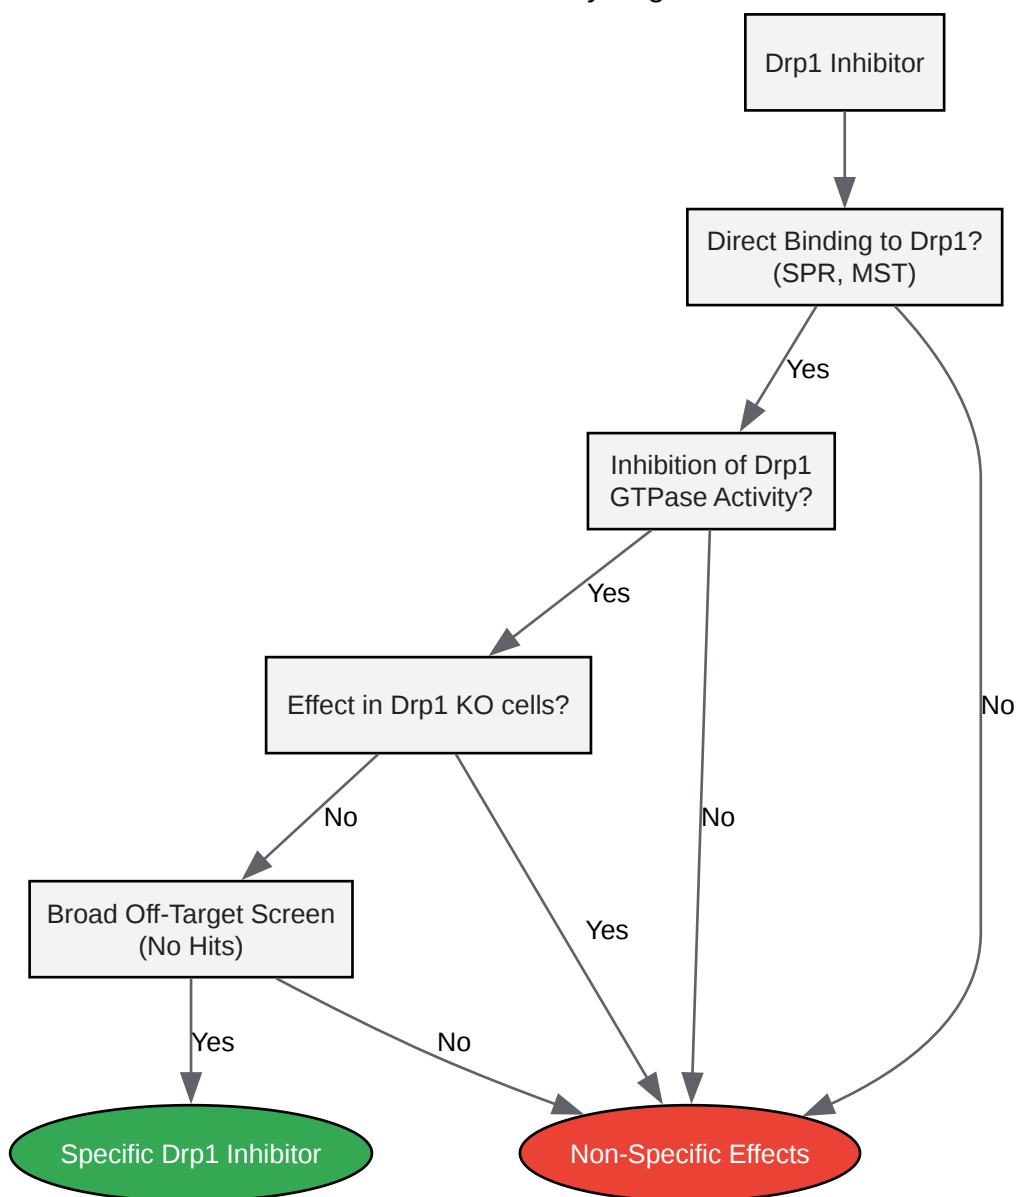 Drp1 Inhibitor
Direct Binding to Drp1?
(SPR, MST)
Yes
Inhibition of Drp1
GTPase Activity?
Yes
Effect in Drp1 KO cells?
No
No
No
Broad Off-Target Screen
(No Hits)
Yes
Yes
No
Specific Drp1 Inhibitor
Non-Specific Effects